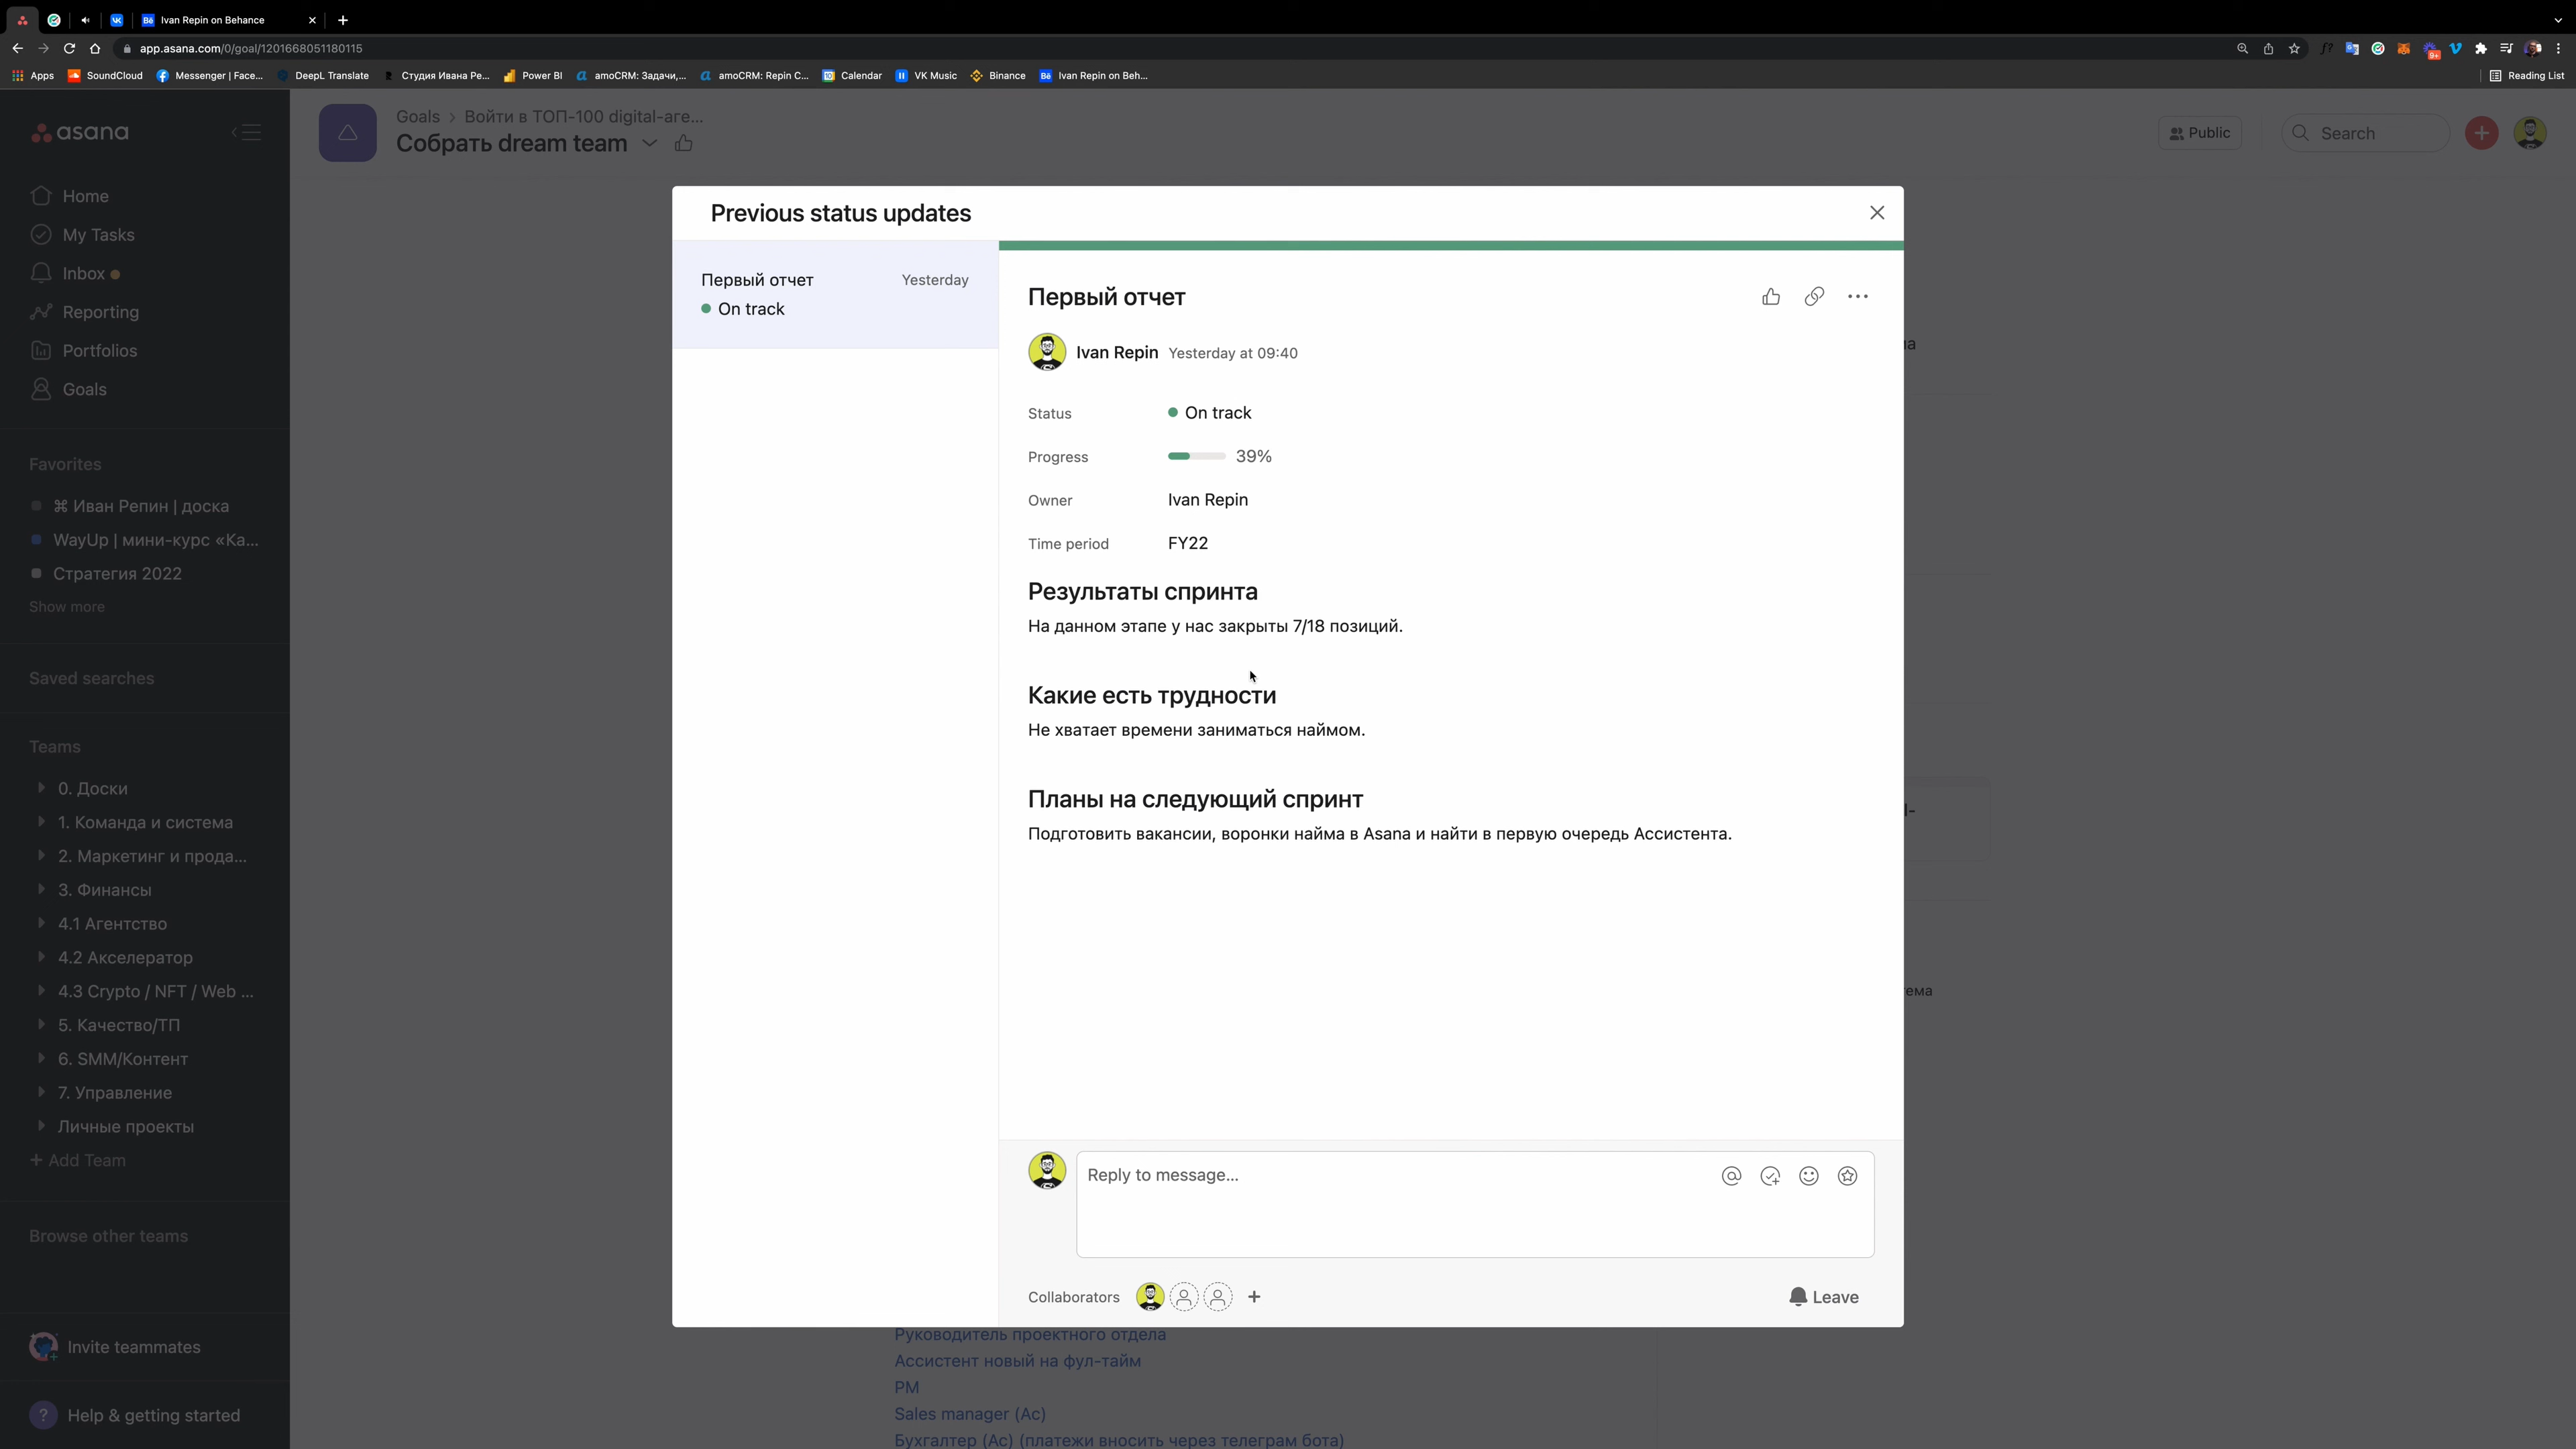 Ivan Repin on Behance
app.asana.com/0/goal/1201668051180115
Apps
SoundCloud
Messenger | Face...
DeepL Translate
Студия Ивана Ре...
Power BI
amoCRM: Задачи,...
amoCRM: Repin C...
Calendar
VK Music
Binance
Ivan Repin on Beh...
Reading List
asana
Home
My Tasks
Inbox
Reporting
Portfolios
Goals
Favorites
⌘ Иван Репин | доска
WayUp | мини-курс «Ка...
Стратегия 2022
Show more
Saved searches
Teams
0. Доски
1. Команда и система
2. Маркетинг и прода...
3. Финансы
4.1 Агентство
4.2 Акселератор
4.3 Crypto / NFT / Web ...
5. Качество/ТП
6. SMM/Контент
7. Управление
Личные проекты
+ Add Team
Browse other teams
Invite teammates
? Help & getting started
Goals > Войти в ТОП-100 digital-аге...
Собрать dream team
Public
Search
Previous status updates
Первый отчет
Yesterday
On track
Первый отчет
Ivan Repin Yesterday at 09:40
Status On track
Progress 39%
Owner Ivan Repin
Time period FY22
Результаты спринта
На данном этапе у нас закрыты 7/18 позиций.
Какие есть трудности
Не хватает времени заниматься наймом.
Планы на следующий спринт
Подготовить вакансии, воронки найма в Asana и найти в первую очередь Ассистента.
Reply to message...
Collaborators
Leave
Руководитель проектного отдела
Ассистент новый на фул-тайм
PM
Sales manager (Ас)
Бухгалтер (Ас) (платежи вносить через телеграм бота)